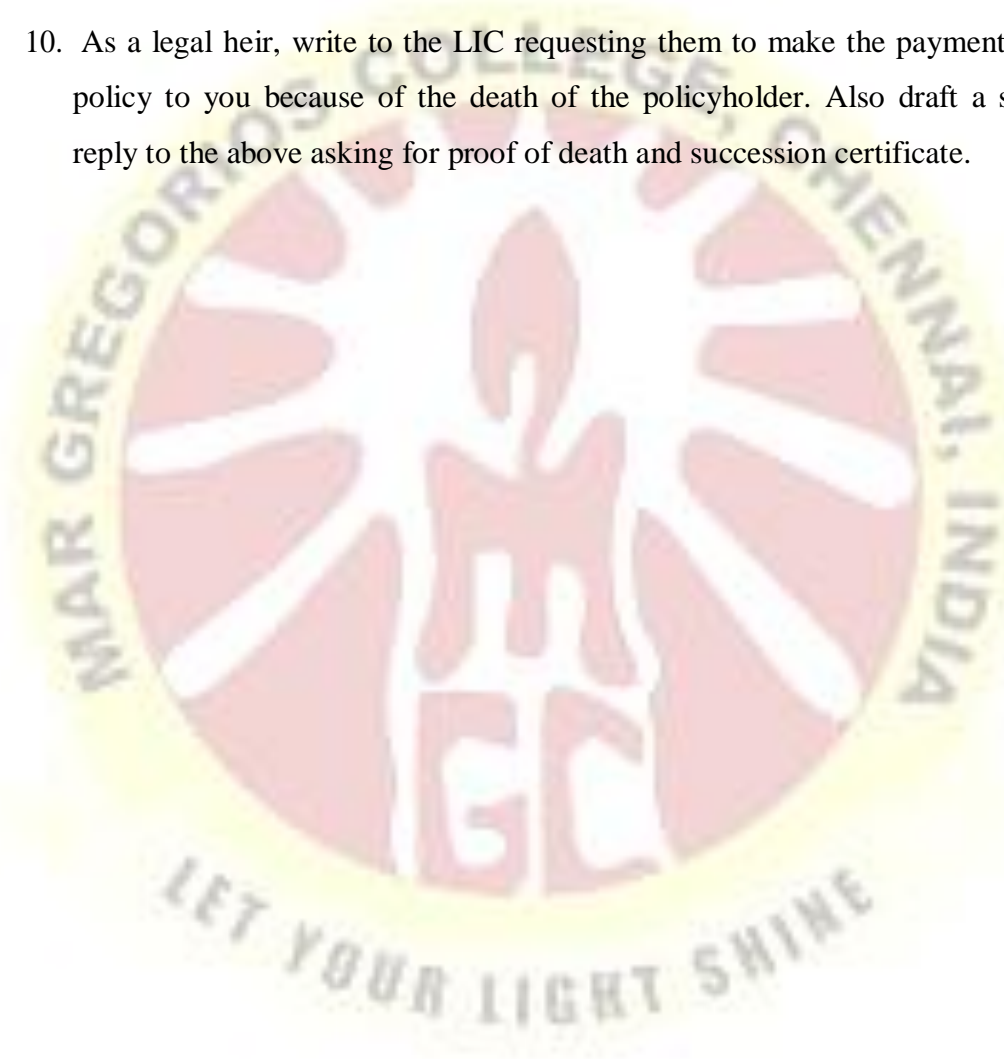 10. As a legal heir, write to the LIC requesting them to make the payment
policy to you because of the death of the policyholder. Also draft a
reply to the above asking for proof of death and succession certificate.
MAR GREGORIOS COLLEGE, CHENNAI, INDIA
GC
LET YOUR LIGHT SHINE